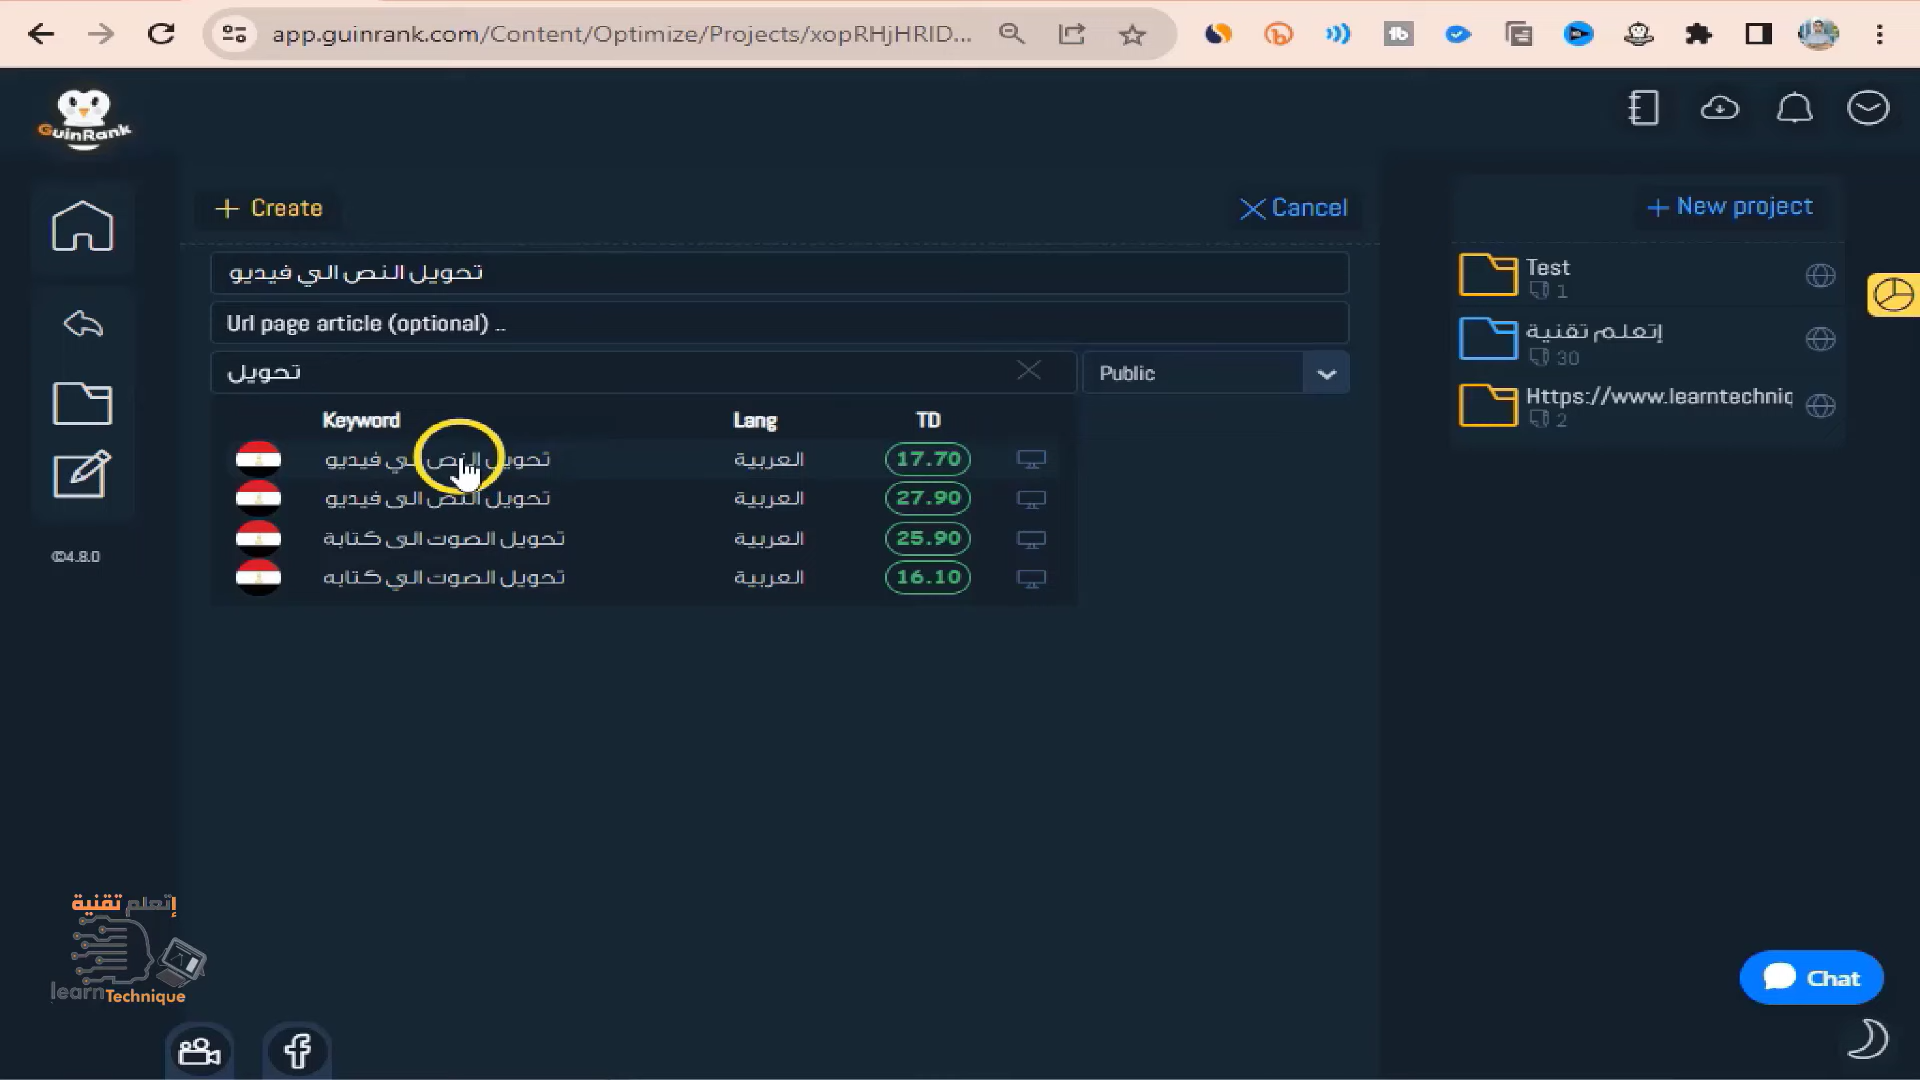 app.guinrank.com/Content/Optimize/Projects/xopRHjHRID...
GuinRank
+ Create
Cancel
+ New project
تحويل النص الي فيديو
Url page article (optional) ..
تحويل
Public
Keyword Lang TD
تحويل النص الي فيديو العربية 17.70
تحويل النص الى فيديو العربية 27.90
تحويل الصوت الى كتابة العربية 25.90
تحويل الصوت الي كتابه العربية 16.10
Test
1
إتعلم تقنية
30
Https://www.learntechniq
2
©4.8.0
إتعلم تقنية
learnTechnique
Chat